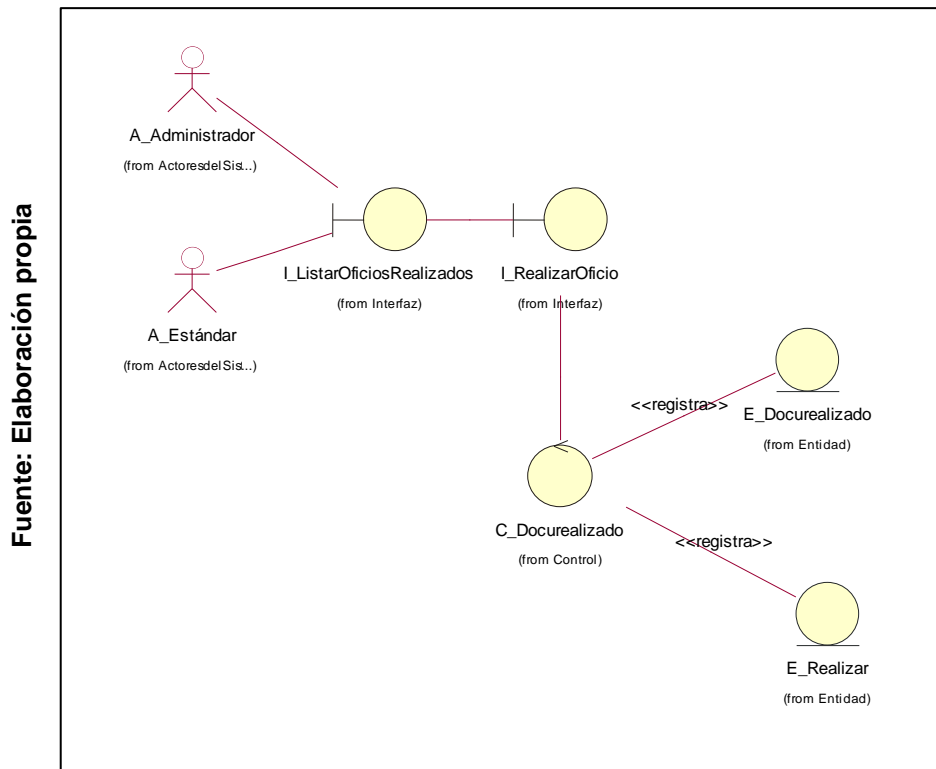 Fuente: Elaboración propia
A_Administrador
(from ActoresdelSis...)
A_Estándar
(from ActoresdelSis...)
I_ListarOficiosRealizados
(from Interfaz)
I_RealizarOficio
(from Interfaz)
<<registra>>
E_Docurealizado
(from Entidad)
C_Docurealizado
(from Control)
<<registra>>
E_Realizar
(from Entidad)